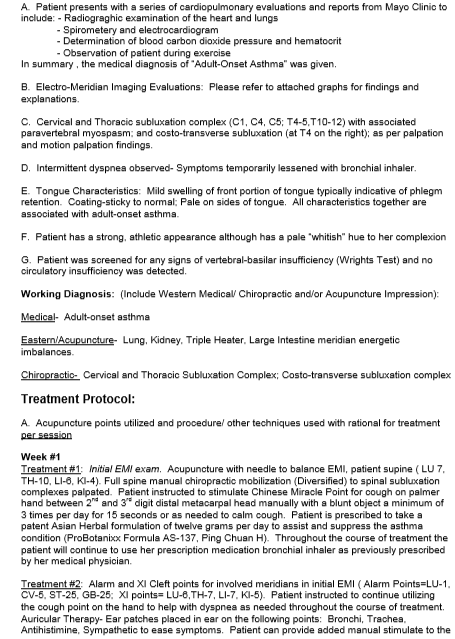 A. Patient presents with a series of cardiopulmonary evaluations and reports from Mayo Clinic to
include: - Radiographic examination of the heart and lungs
- Spirometery and electrocardiogram
- Determination of blood carbon dioxide pressure and hematocrit
- Observation of patient during exercise
In summary , the medical diagnosis of "Adult-Onset Asthma" was given.
B. Electro-Meridian Imaging Evaluations: Please refer to attached graphs for findings and
explanations.
C. Cervical and Thoracic subluxation complex (C1, C4, C5; T4-5,T10-12) with associated
paravertebral myospasm; and costo-transverse subluxation (at T4 on the right); as per palpation
and motion palpation findings.
D. Intermittent dyspnea observed- Symptoms temporarily lessened with bronchial inhaler.
E. Tongue Characteristics: Mild swelling of front portion of tongue typically indicative of phlegm
retention. Coating-sticky to normal; Pale on sides of tongue. All characteristics together are
associated with adult-onset asthma.
F. Patient has a strong, athletic appearance although has a pale "whitish" hue to her complexion
G. Patient was screened for any signs of vertebral-basilar insufficiency (Wrights Test) and no
circulatory insufficiency was detected.
Working Diagnosis: (Include Western Medical/ Chiropractic and/or Acupuncture Impression):
Medical- Adult-onset asthma
Eastern/Acupuncture- Lung, Kidney, Triple Heater, Large Intestine meridian energetic
imbalances.
Chiropractic- Cervical and Thoracic Subluxation Complex; Costo-transverse subluxation complex
Treatment Protocol:
A. Acupuncture points utilized and procedure/ other techniques used with rational for treatment
per session
Week #1
Treatment #1: Initial EMI exam. Acupuncture with needle to balance EMI, patient supine ( LU 7,
TH-10, LI-6, KI-4). Full spine manual chiropractic mobilization (Diversified) to spinal subluxation
complexes palpated. Patient instructed to stimulate Chinese Miracle Point for cough on palmer
hand between 2nd and 3rd digit distal metacarpal head manually with a blunt object a minimum of
3 times per day for 15 seconds or as needed to calm cough. Patient is prescribed to take a
patent Asian Herbal formulation of twelve grams per day to assist and suppress the asthma
condition (ProBotanixx Formula AS-137, Ping Chuan H). Throughout the course of treatment the
patient will continue to use her prescription medication bronchial inhaler as previously prescribed
by her medical physician.
Treatment #2: Alarm and XI Cleft points for involved meridians in initial EMI ( Alarm Points=LU-1,
CV-5, ST-25, GB-25; XI points= LU-6,TH-7, LI-7, KI-5). Patient instructed to continue utilizing
the cough point on the hand to help with dyspnea as needed throughout the course of treatment.
Auricular Therapy- Ear patches placed in ear on the following points: Bronchi, Trachea,
Antihistimine, Sympathetic to ease symptoms. Patient can provide added manual stimulate to the